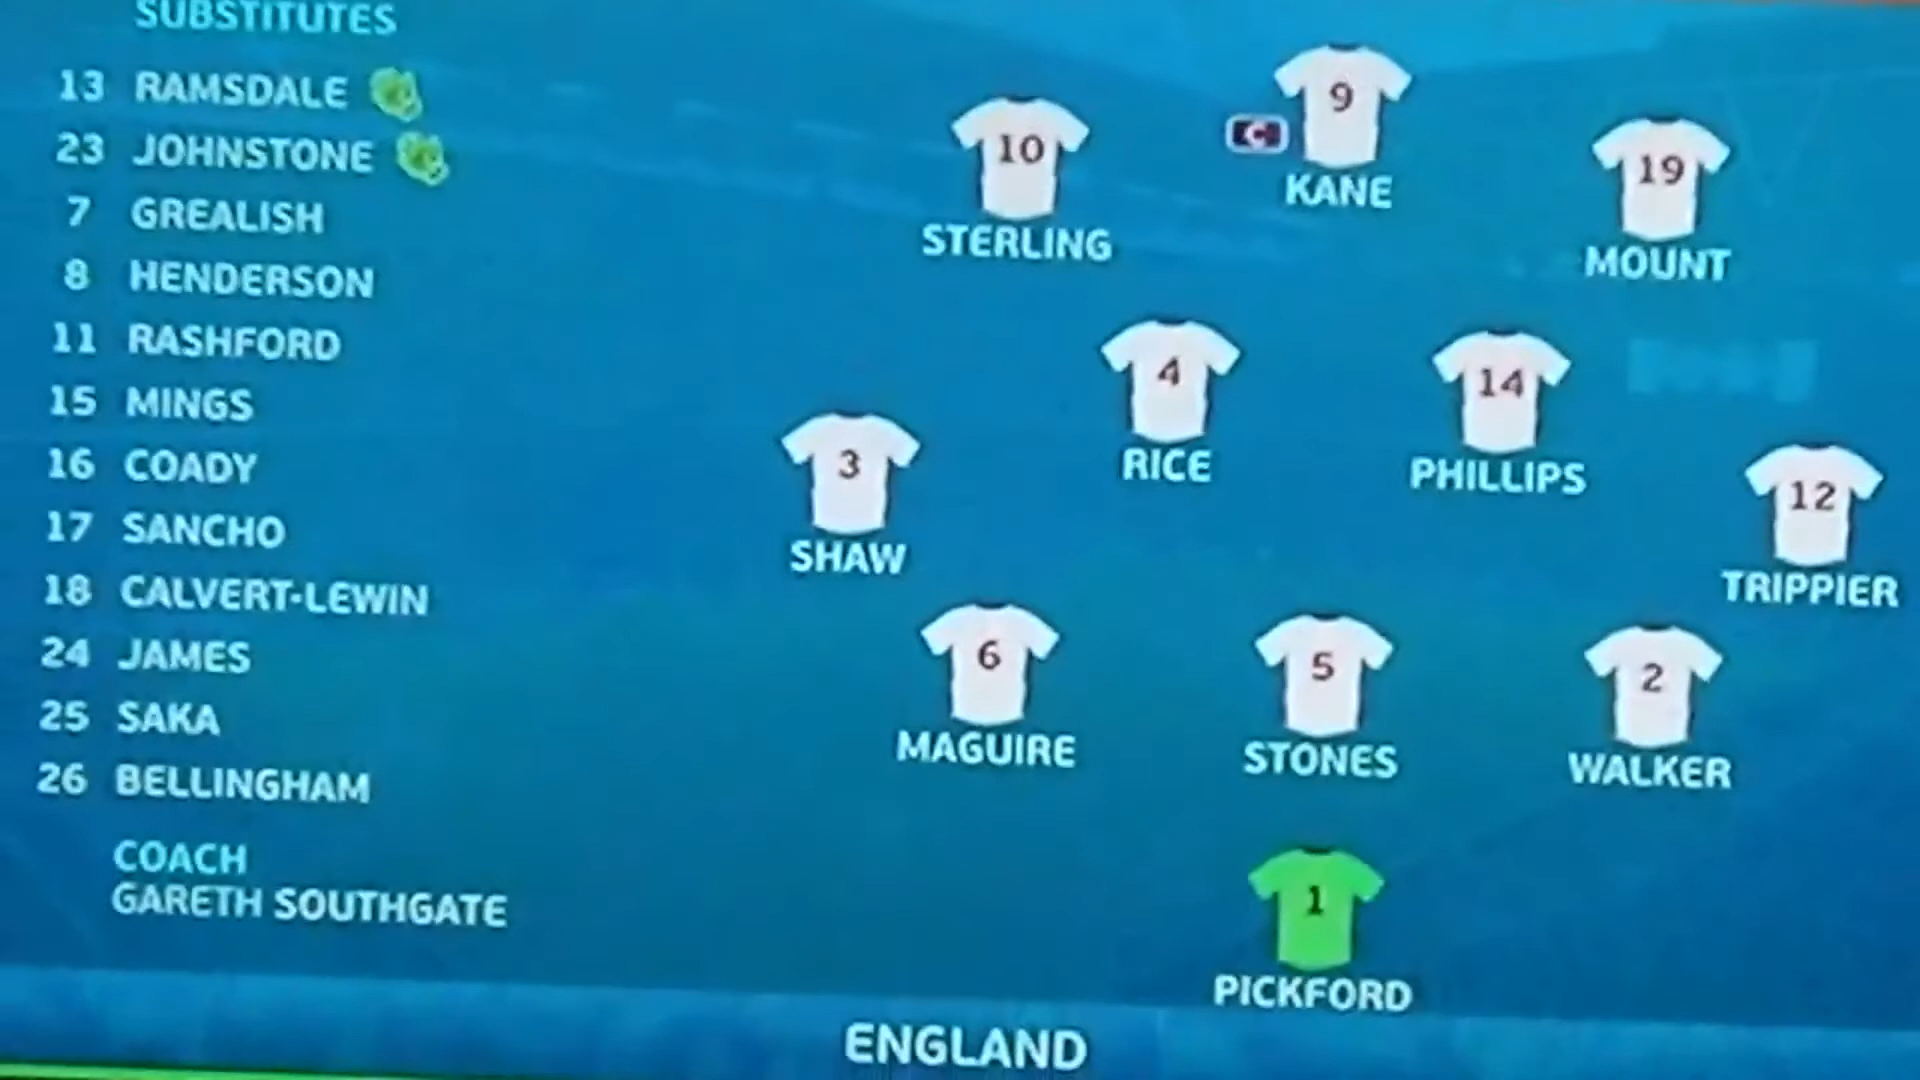 SUBSTITUTES
13 RAMSDALE
23 JOHNSTONE
7 GREALISH
8 HENDERSON
11 RASHFORD
15 MINGS
16 COADY
17 SANCHO
18 CALVERT-LEWIN
24 JAMES
25 SAKA
26 BELLINGHAM
COACH
GARETH SOUTHGATE
9
C
KANE
10
STERLING
19
MOUNT
4
RICE
14
PHILLIPS
3
SHAW
12
TRIPPIER
6
MAGUIRE
5
STONES
2
WALKER
1
PICKFORD
ENGLAND